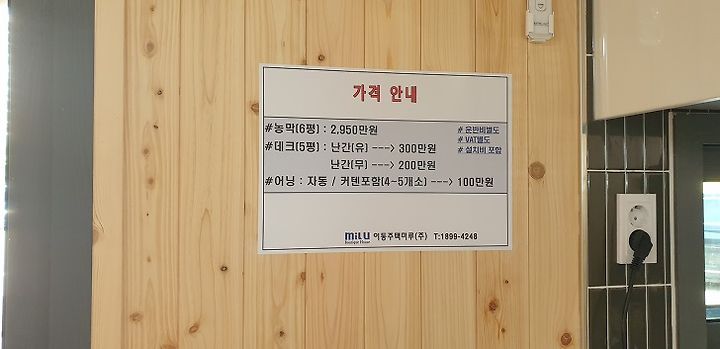 가격 안내
#농막(6평) : 2,950만원
# 운반비별도
# VAT별도
# 설치비 포함
#데크(5평) : 난간(유) ---> 300만원
난간(무) ---> 200만원
#어닝 : 자동 / 커텐포함(4-5개소) ---> 100만원
MiLU 이동주택미루(주) T:1899-4248
boutique House